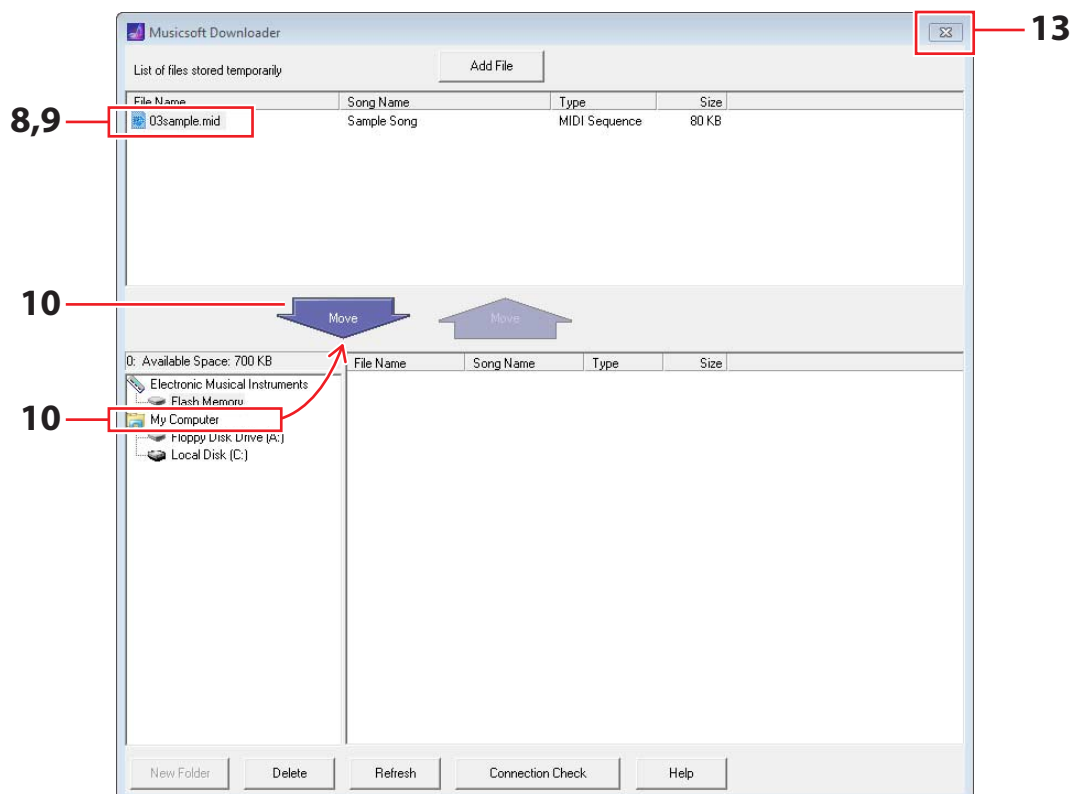 Musicsoft Downloader
13
List of files stored temporarily
Add File
File Name Song Name Type Size
8,9
03sample.mid Sample Song MIDI Sequence 80 KB
10
Move
Move
0: Available Space: 700 KB
File Name Song Name Type Size
Electronic Musical Instruments
Flash Memory
10
My Computer
Floppy Disk Drive (A:)
Local Disk (C:)
New Folder Delete Refresh Connection Check Help